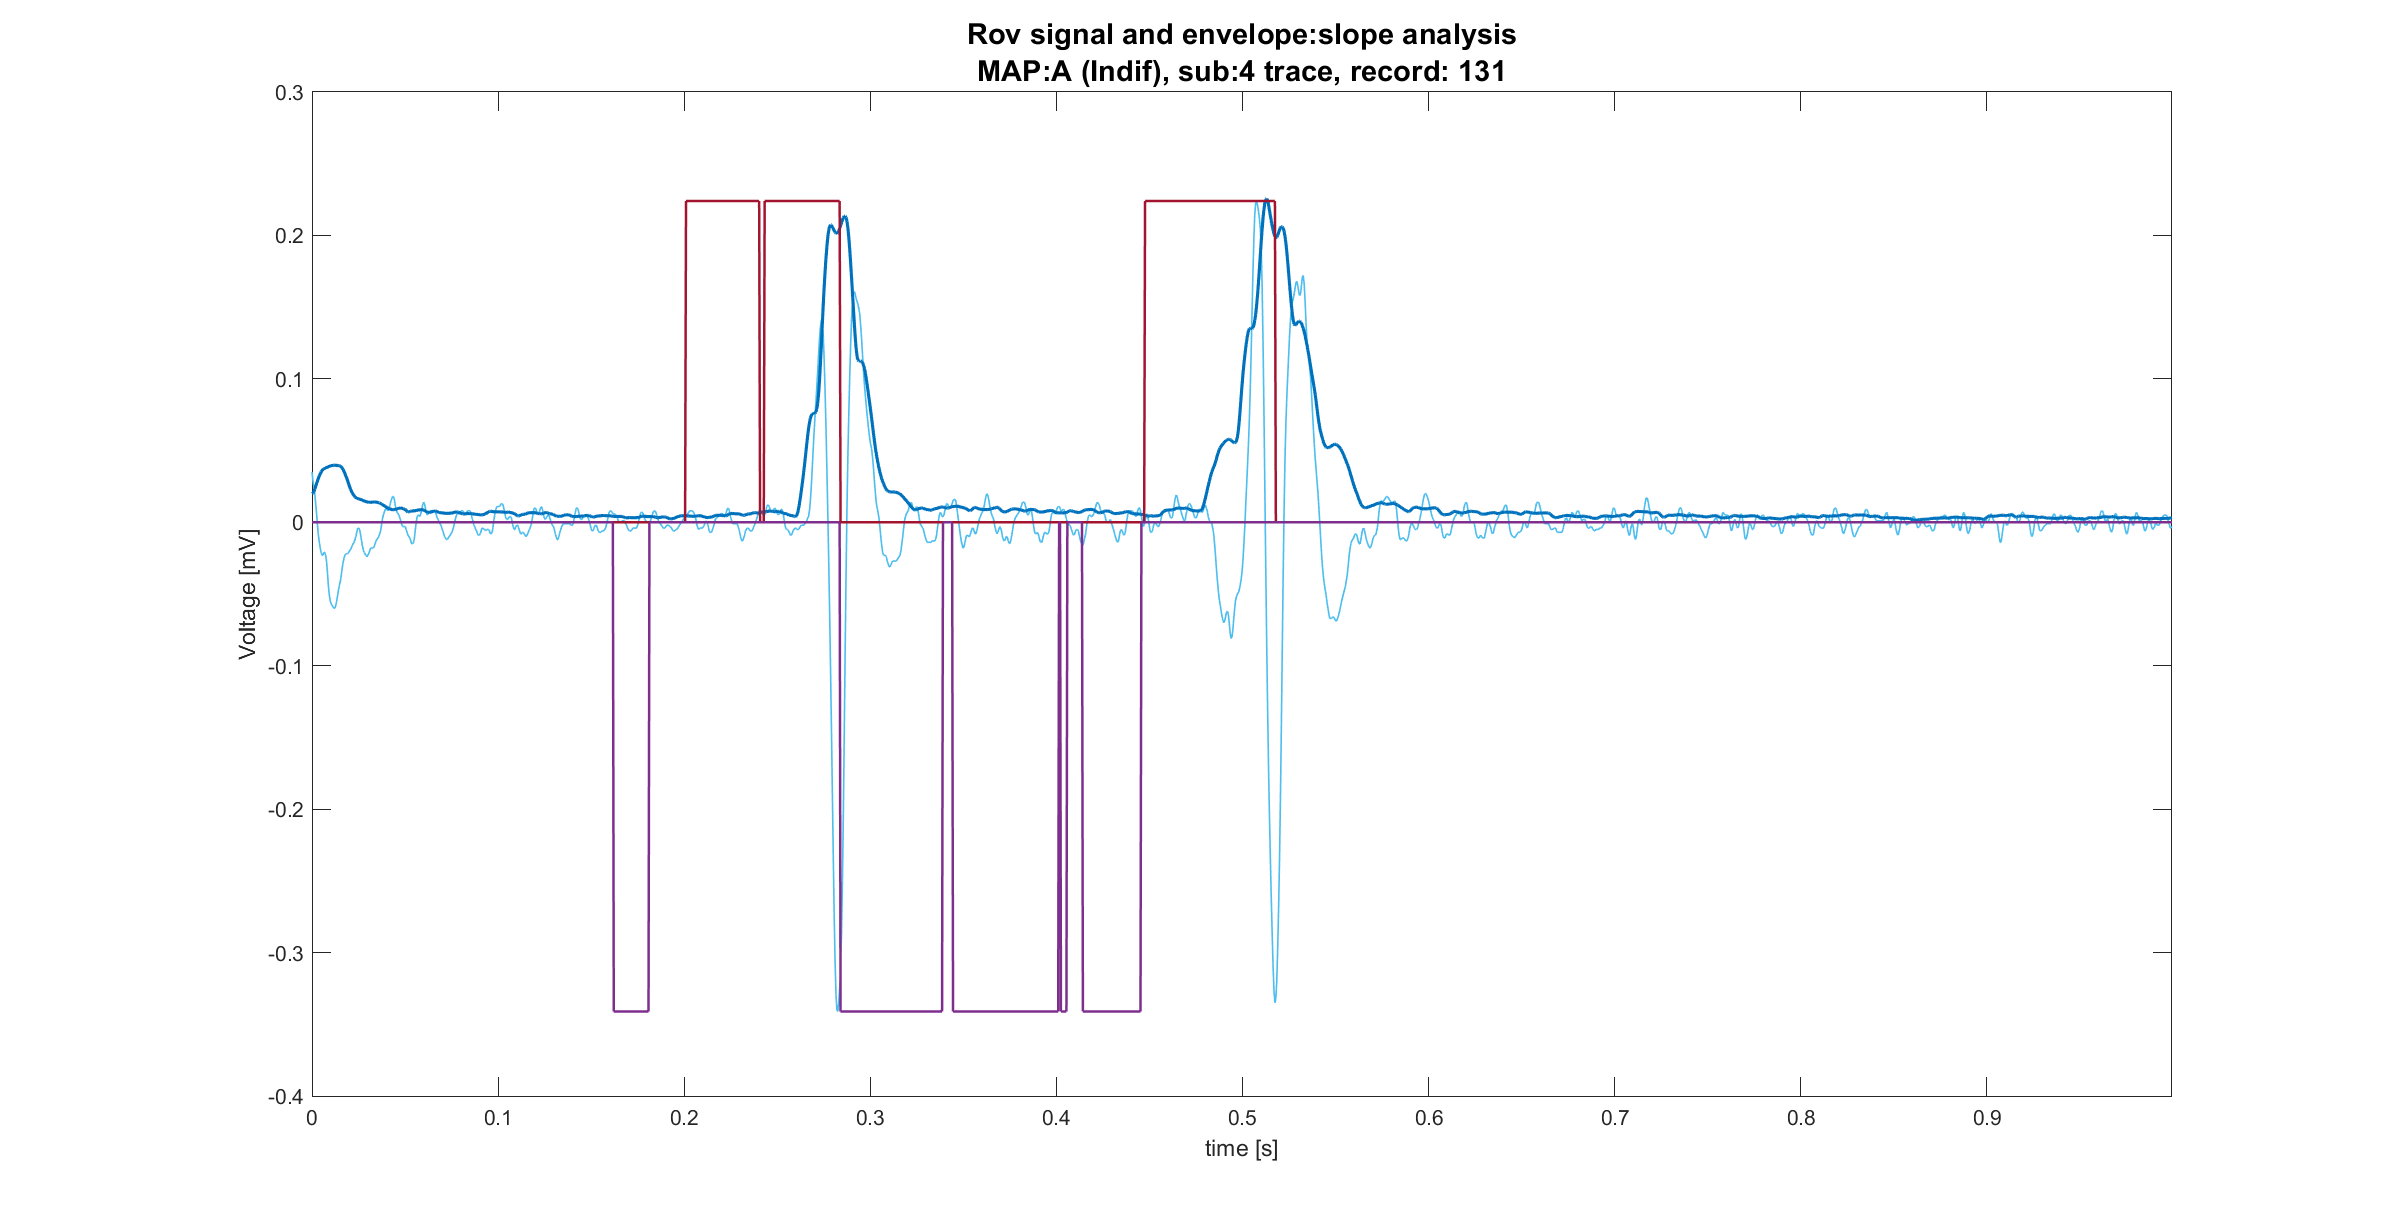 Rov signal and envelope:slope analysis
MAP:A (Indif), sub:4 trace, record: 131
0.3
0.2
0.1
0
-0.1
-0.2
-0.3
-0.4
Voltage [mV]
0 0.1 0.2 0.3 0.4 0.5 0.6 0.7 0.8 0.9
time [s]